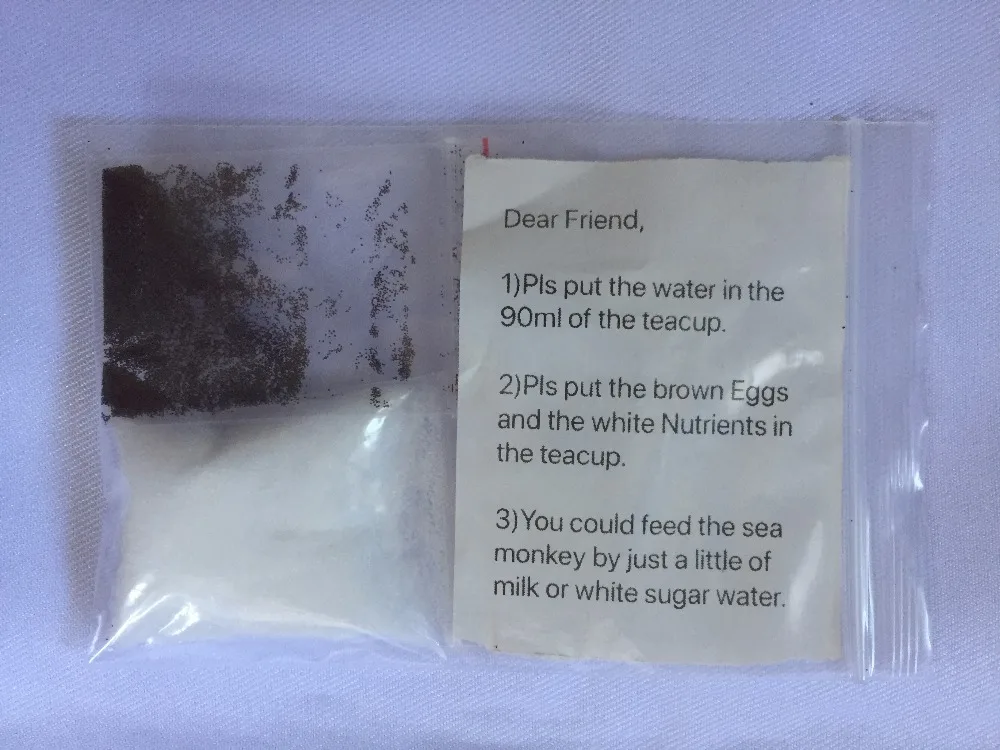 Dear Friend,
1)Pls put the water in the
90ml of the teacup.
2)Pls put the brown Eggs
and the white Nutrients in
the teacup.
3)You could feed the sea
monkey by just a little of
milk or white sugar water.